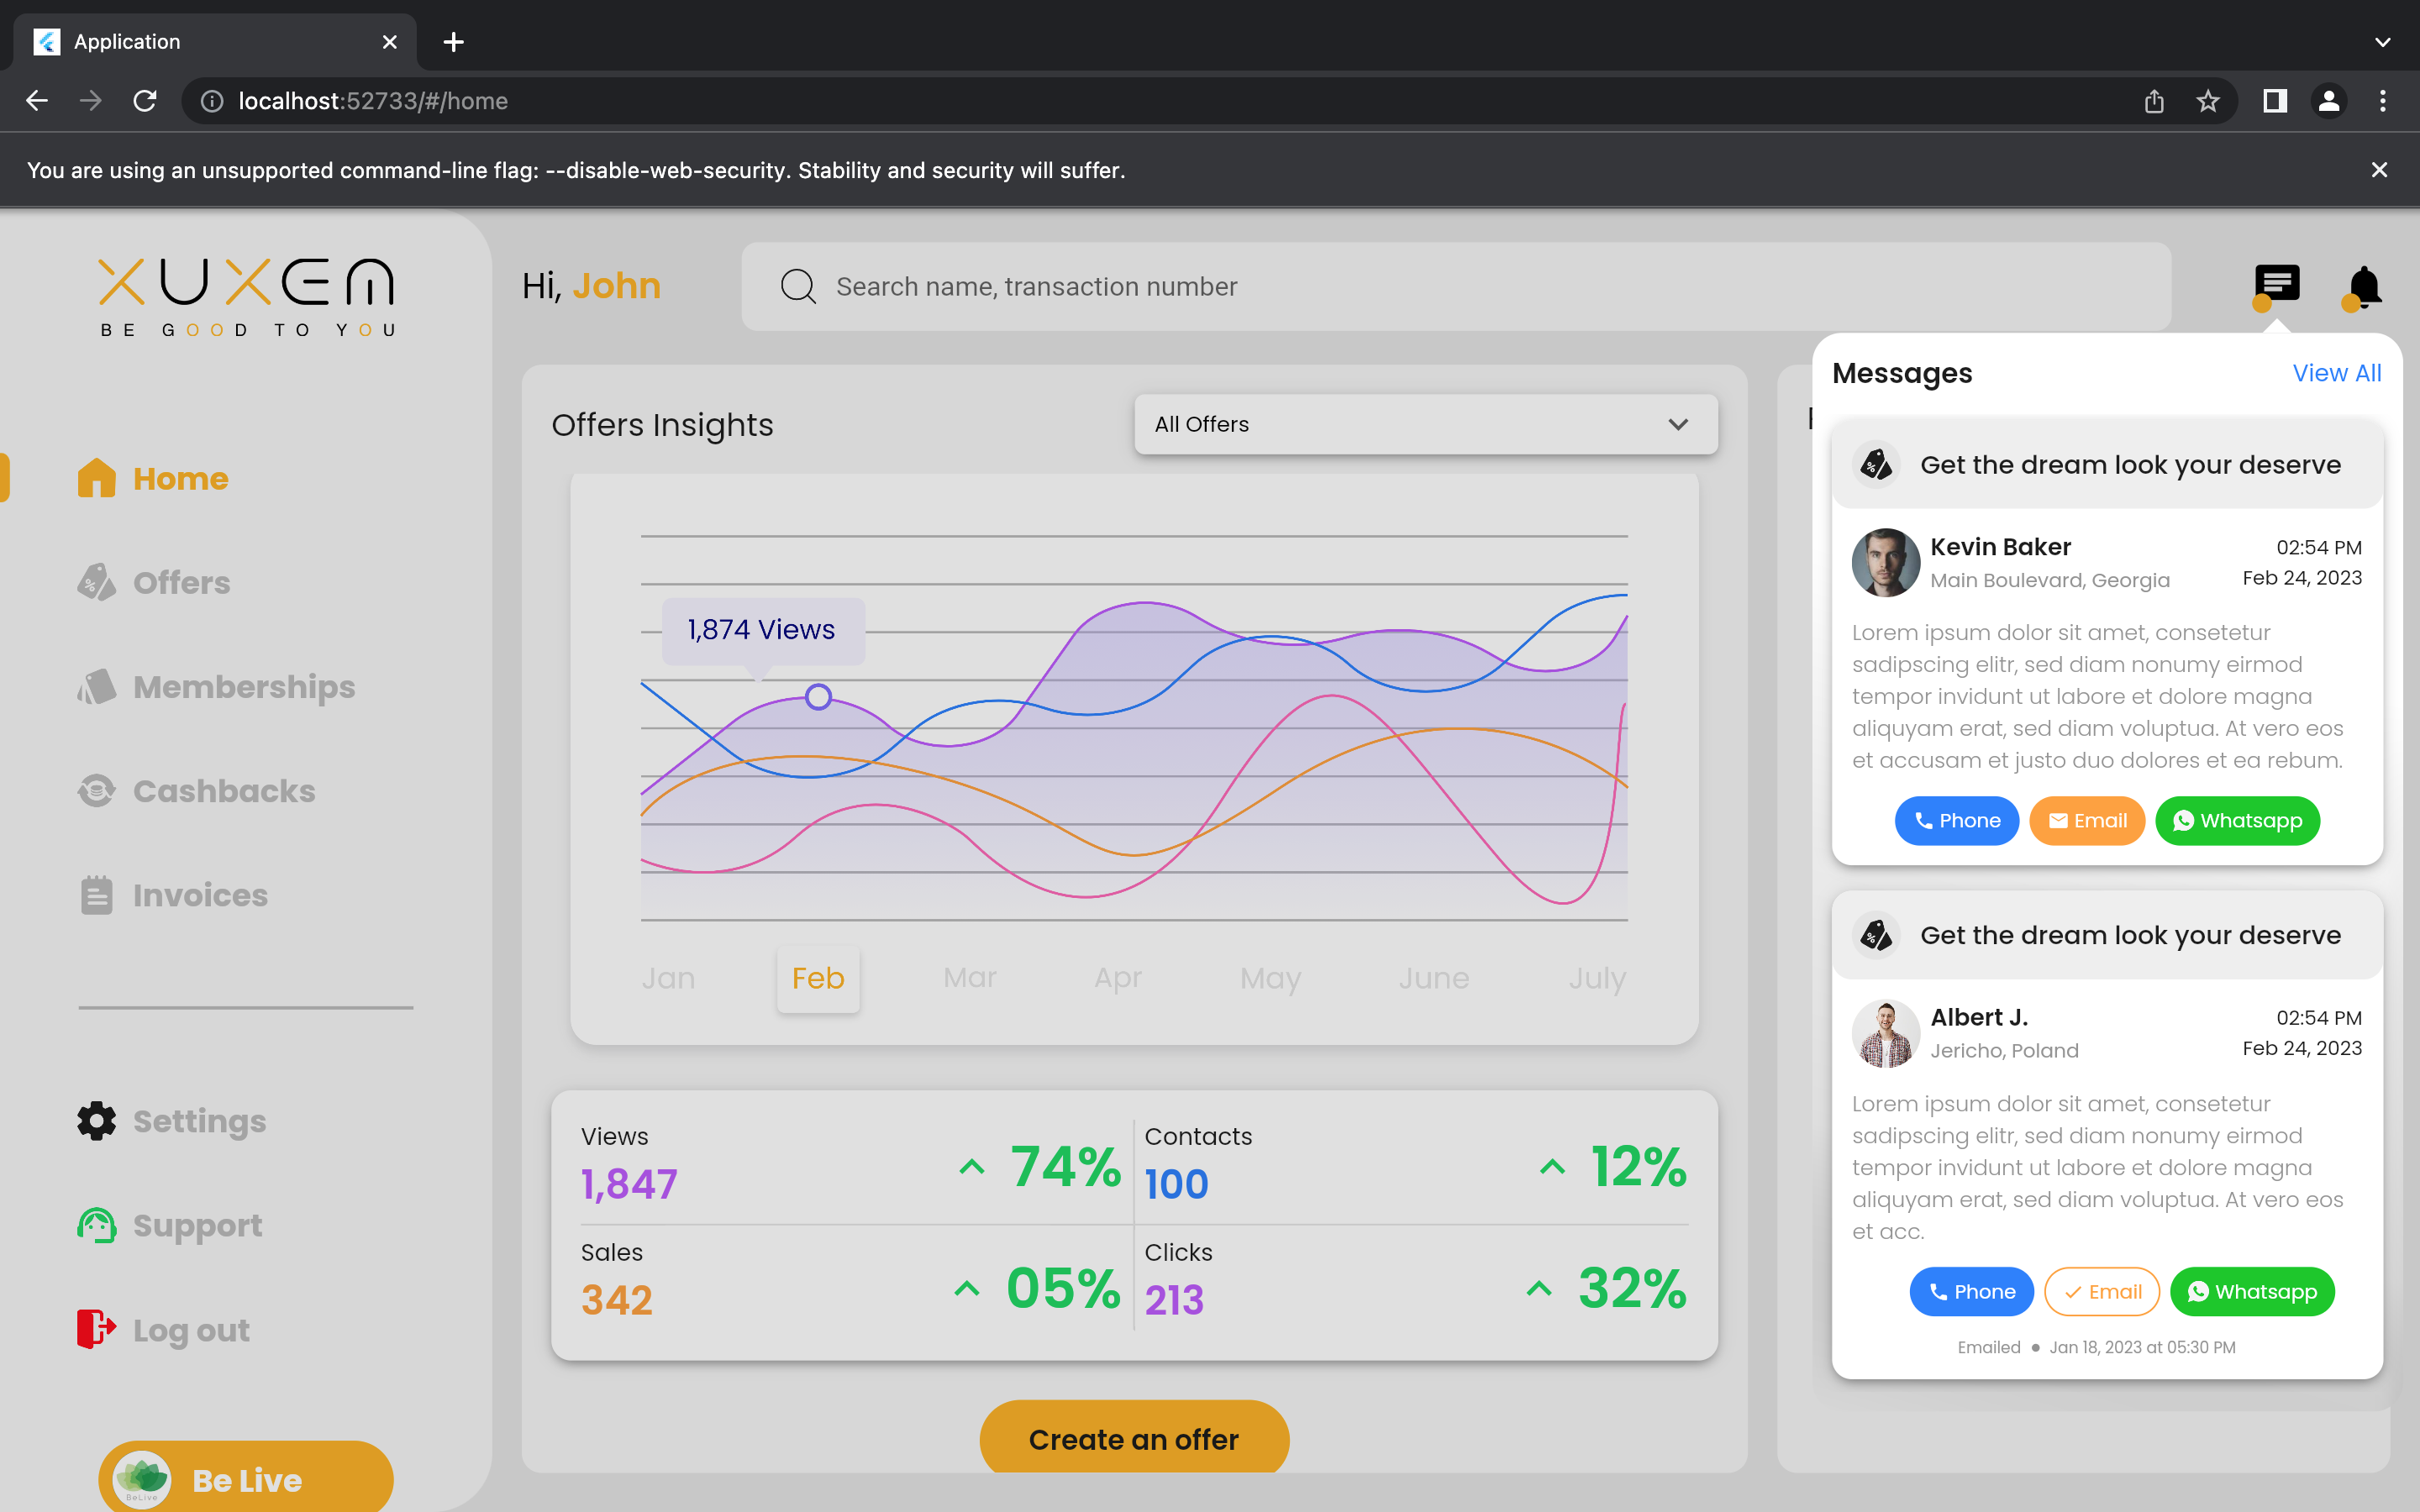 Application
localhost:52733/#/home
You are using an unsupported command-line flag: --disable-web-security. Stability and security will suffer.
XUXEM
BE GOOD TO YOU
Home
Offers
Memberships
Cashbacks
Invoices
Settings
Support
Log out
BeLive
Be Live
Hi, John
Search name, transaction number
Offers Insights
All Offers
1,874 Views
Jan Feb Mar Apr May June July
Views
1,847
74%
Contacts
100
12%
Sales
342
05%
Clicks
213
32%
Create an offer
Messages
View All
Get the dream look your deserve
Kevin Baker
02:54 PM
Main Boulevard, Georgia
Feb 24, 2023
Lorem ipsum dolor sit amet, consetetur
sadipscing elitr, sed diam nonumy eirmod
tempor invidunt ut labore et dolore magna
aliquyam erat, sed diam voluptua. At vero eos
et accusam et justo duo dolores et ea rebum.
Phone Email Whatsapp
Get the dream look your deserve
Albert J.
02:54 PM
Jericho, Poland
Feb 24, 2023
Lorem ipsum dolor sit amet, consetetur
sadipscing elitr, sed diam nonumy eirmod
tempor invidunt ut labore et dolore magna
aliquyam erat, sed diam voluptua. At vero eos
et acc.
Phone Email Whatsapp
Emailed • Jan 18, 2023 at 05:30 PM